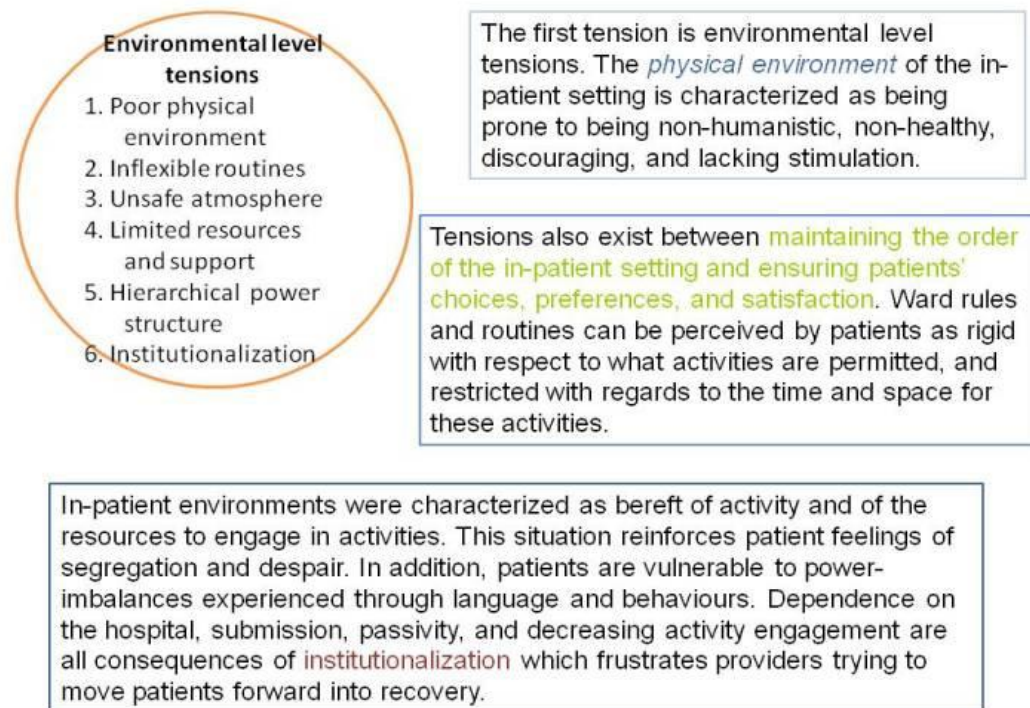 Environmental level
tensions
1. Poor physical
environment
2. Inflexible routines
3. Unsafe atmosphere
4. Limited resources
and support
5. Hierarchical power
structure
6. Institutionalization
The first tension is environmental level
tensions. The physical environment of the in-
patient setting is characterized as being
prone to being non-humanistic, non-healthy,
discouraging, and lacking stimulation.
Tensions also exist between maintaining the order
of the in-patient setting and ensuring patients'
choices, preferences, and satisfaction. Ward rules
and routines can be perceived by patients as rigid
with respect to what activities are permitted, and
restricted with regards to the time and space for
these activities.
In-patient environments were characterized as bereft of activity and of the
resources to engage in activities. This situation reinforces patient feelings of
segregation and despair. In addition, patients are vulnerable to power-
imbalances experienced through language and behaviours. Dependence on
the hospital, submission, passivity, and decreasing activity engagement are
all consequences of institutionalization which frustrates providers trying to
move patients forward into recovery.